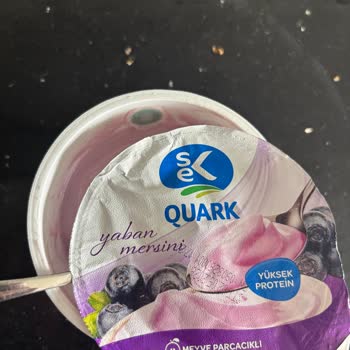 SEK
QUARK
yaban
mersini
YÜKSEK
PROTEİN
MEYVE PARÇACIKLI